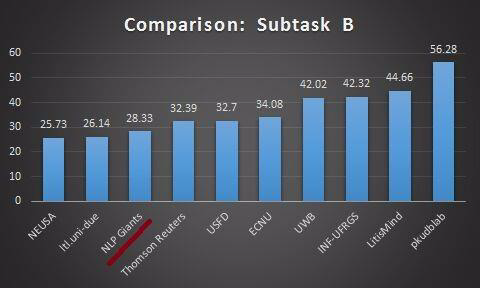 Comparison: Subtask B
60
50
40
30
20
10
0
25.73
26.14
28.33
32.39
32.7
34.08
42.02
42.32
44.66
56.28
NEUSA
ltl.uni-due
NLP Giants
Thomson Reuters
USFD
ECNU
UWB
INF-UFRGS
LitisMind
pkudblab